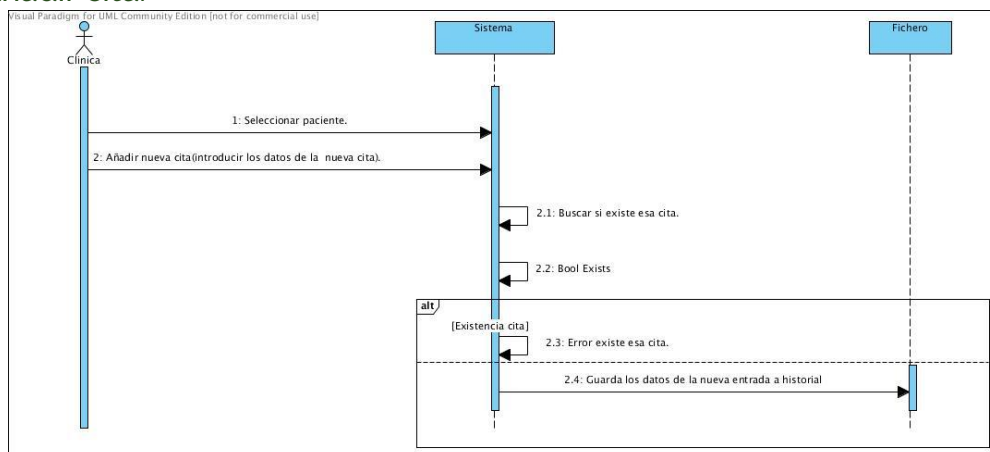 Visual Paradigm for UML Community Edition [not for commercial use]
Sistema
Fichero
Clinica
1: Seleccionar paciente.
2: Añadir nueva cita(introducir los datos de la nueva cita).
2.1: Buscar si existe esa cita.
2.2: Bool Exists
alt
[Existencia cita]
2.3: Error existe esa cita.
2.4: Guarda los datos de la nueva entrada a historial